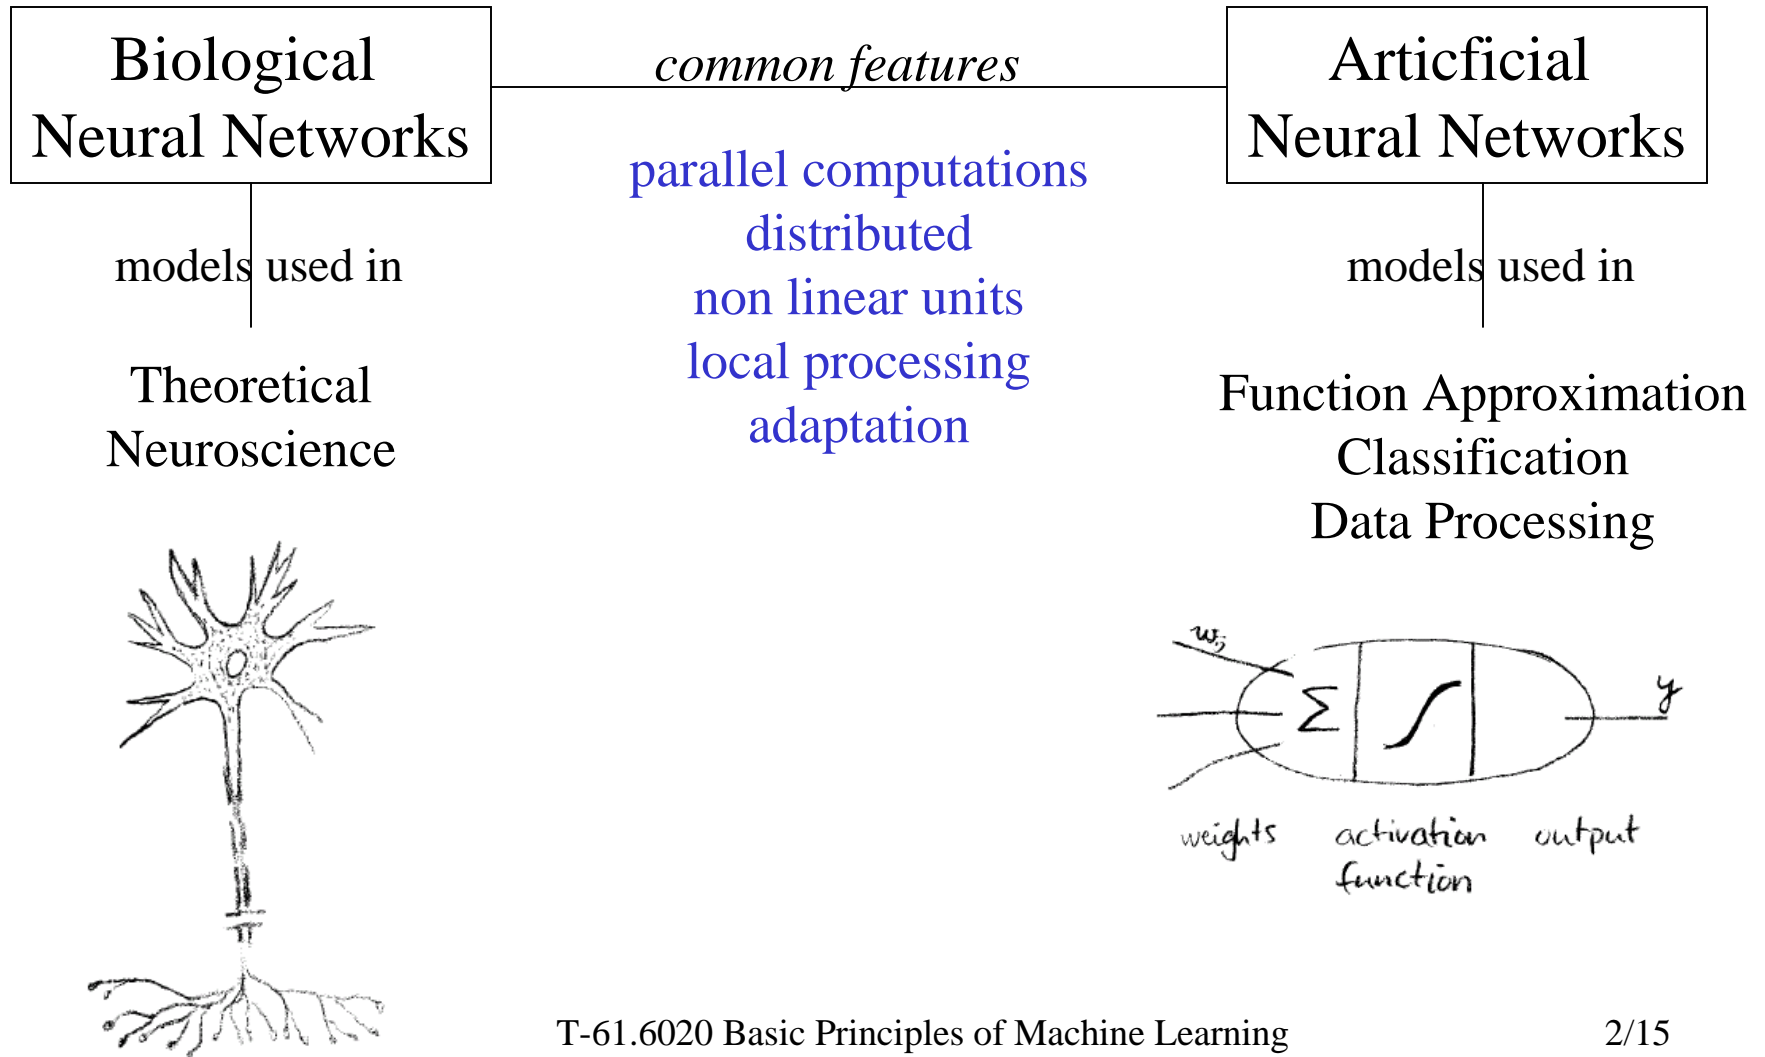 Biological
Neural Networks
common features
Articficial
Neural Networks
parallel computations
distributed
non linear units
local processing
adaptation
models used in
models used in
Theoretical
Neuroscience
Function Approximation
Classification
Data Processing
Σ
y
weights
activation
function
output
T-61.6020 Basic Principles of Machine Learning
2/15